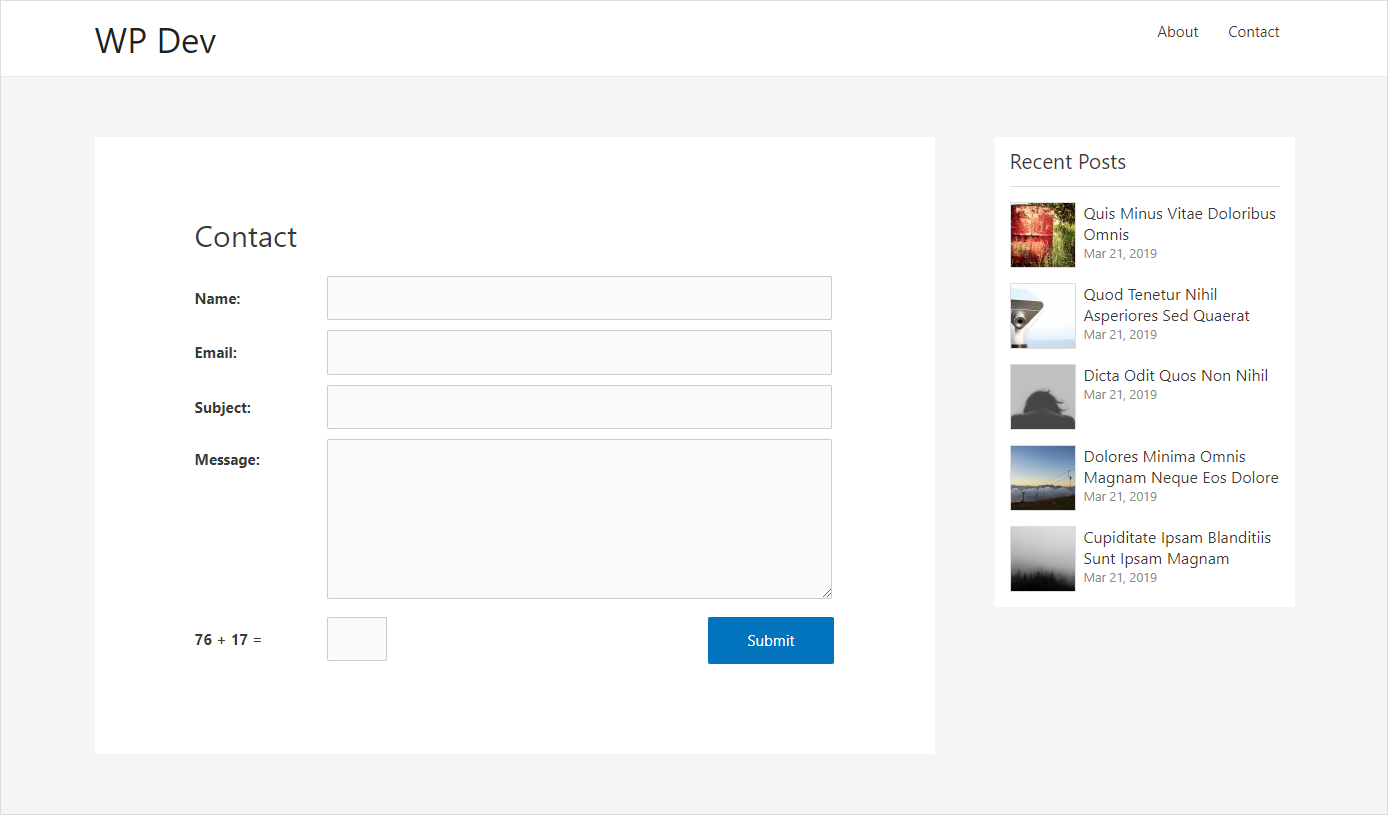 WP Dev
About
Contact
Contact
Name:
Email:
Subject:
Message:
76 + 17 =
Submit
Recent Posts
Quis Minus Vitae Doloribus
Omnis
Mar 21, 2019
Quod Tenetur Nihil
Asperiores Sed Quaerat
Mar 21, 2019
Dicta Odit Quos Non Nihil
Mar 21, 2019
Dolores Minima Omnis
Magnam Neque Eos Dolore
Mar 21, 2019
Cupiditate Ipsam Blanditiis
Sunt Ipsam Magnam
Mar 21, 2019